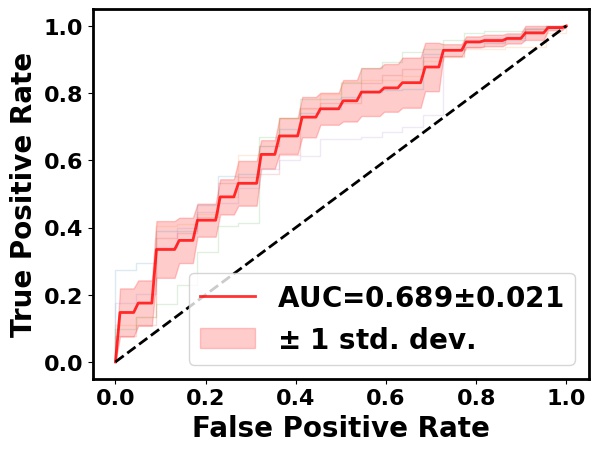 1.0
0.8
0.6
0.4
0.2
0.0
True Positive Rate
AUC=0.689±0.021
± 1 std. dev.
0.0 0.2 0.4 0.6 0.8 1.0
False Positive Rate